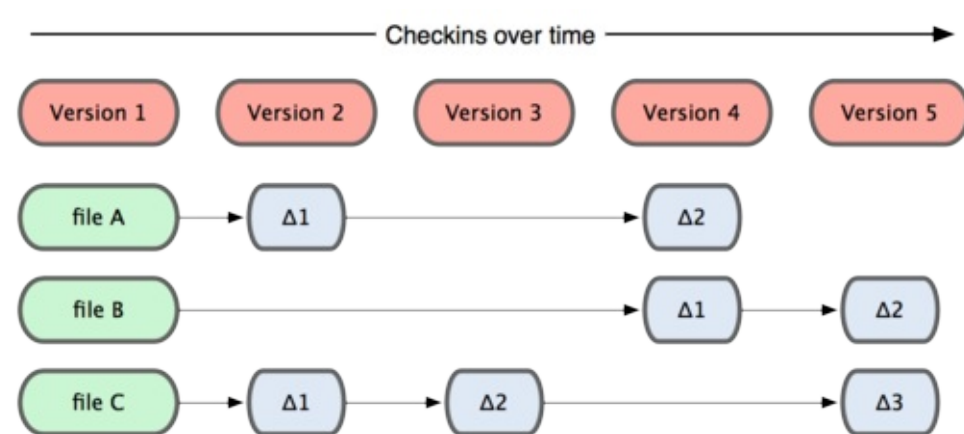 Checkins over time
Version 1 Version 2 Version 3 Version 4 Version 5
file A Δ1 Δ2
file B Δ1 Δ2
file C Δ1 Δ2 Δ3